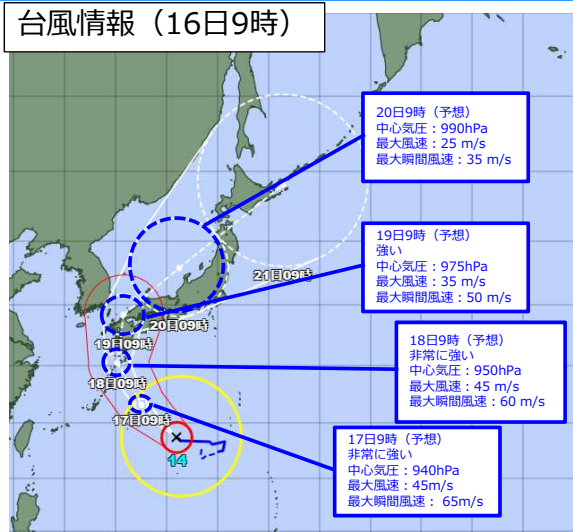 台風情報（16日9時）
20日9時（予想）
中心気圧：990hPa
最大風速：25 m/s
最大瞬間風速：35 m/s
19日9時（予想）
強い
中心気圧：975hPa
最大風速：35 m/s
最大瞬間風速：50 m/s
21日09時
20日09時
19日09時
18日9時（予想）
非常に強い
中心気圧：950hPa
最大風速：45 m/s
最大瞬間風速：60 m/s
18日09時
17日09時
17日9時（予想）
非常に強い
中心気圧：940hPa
最大風速：45m/s
最大瞬間風速： 65m/s
14